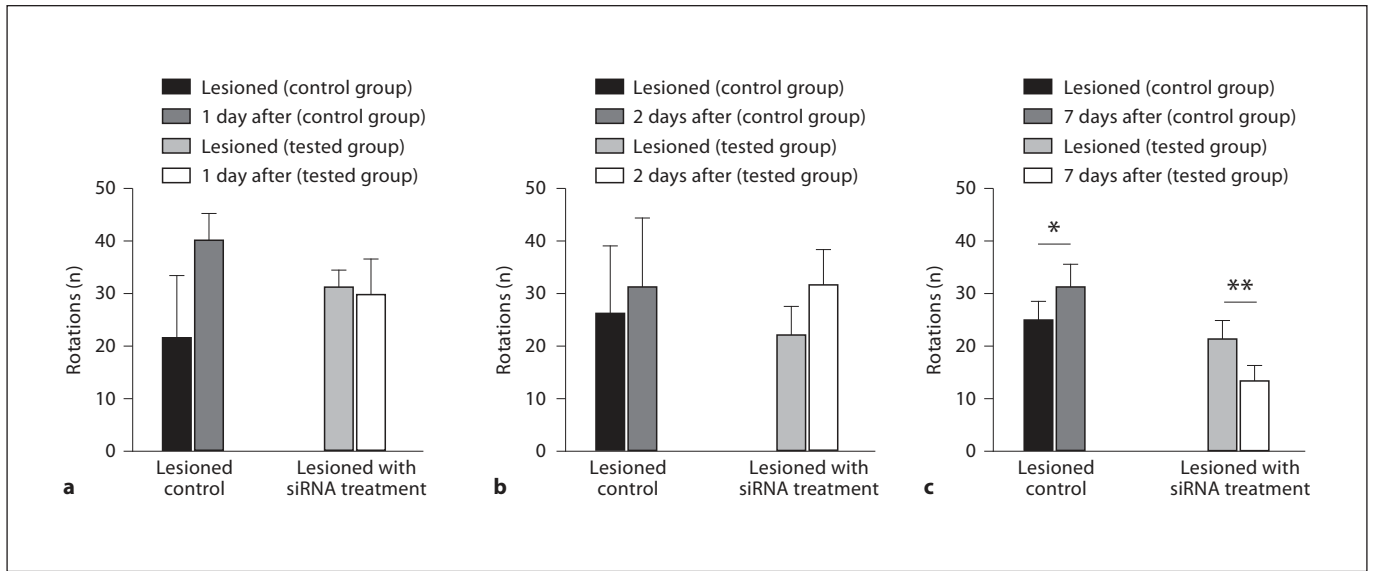 Lesioned (control group)
1 day after (control group)
Lesioned (tested group)
1 day after (tested group)
50
40
30
20
10
0
Rotations (n)
Lesioned
control
Lesioned with
siRNA treatment
a
Lesioned (control group)
2 days after (control group)
Lesioned (tested group)
2 days after (tested group)
50
40
30
20
10
0
Rotations (n)
Lesioned
control
Lesioned with
siRNA treatment
b
Lesioned (control group)
7 days after (control group)
Lesioned (tested group)
7 days after (tested group)
50
40
30
20
10
0
Rotations (n)
*
**
Lesioned
control
Lesioned with
siRNA treatment
c